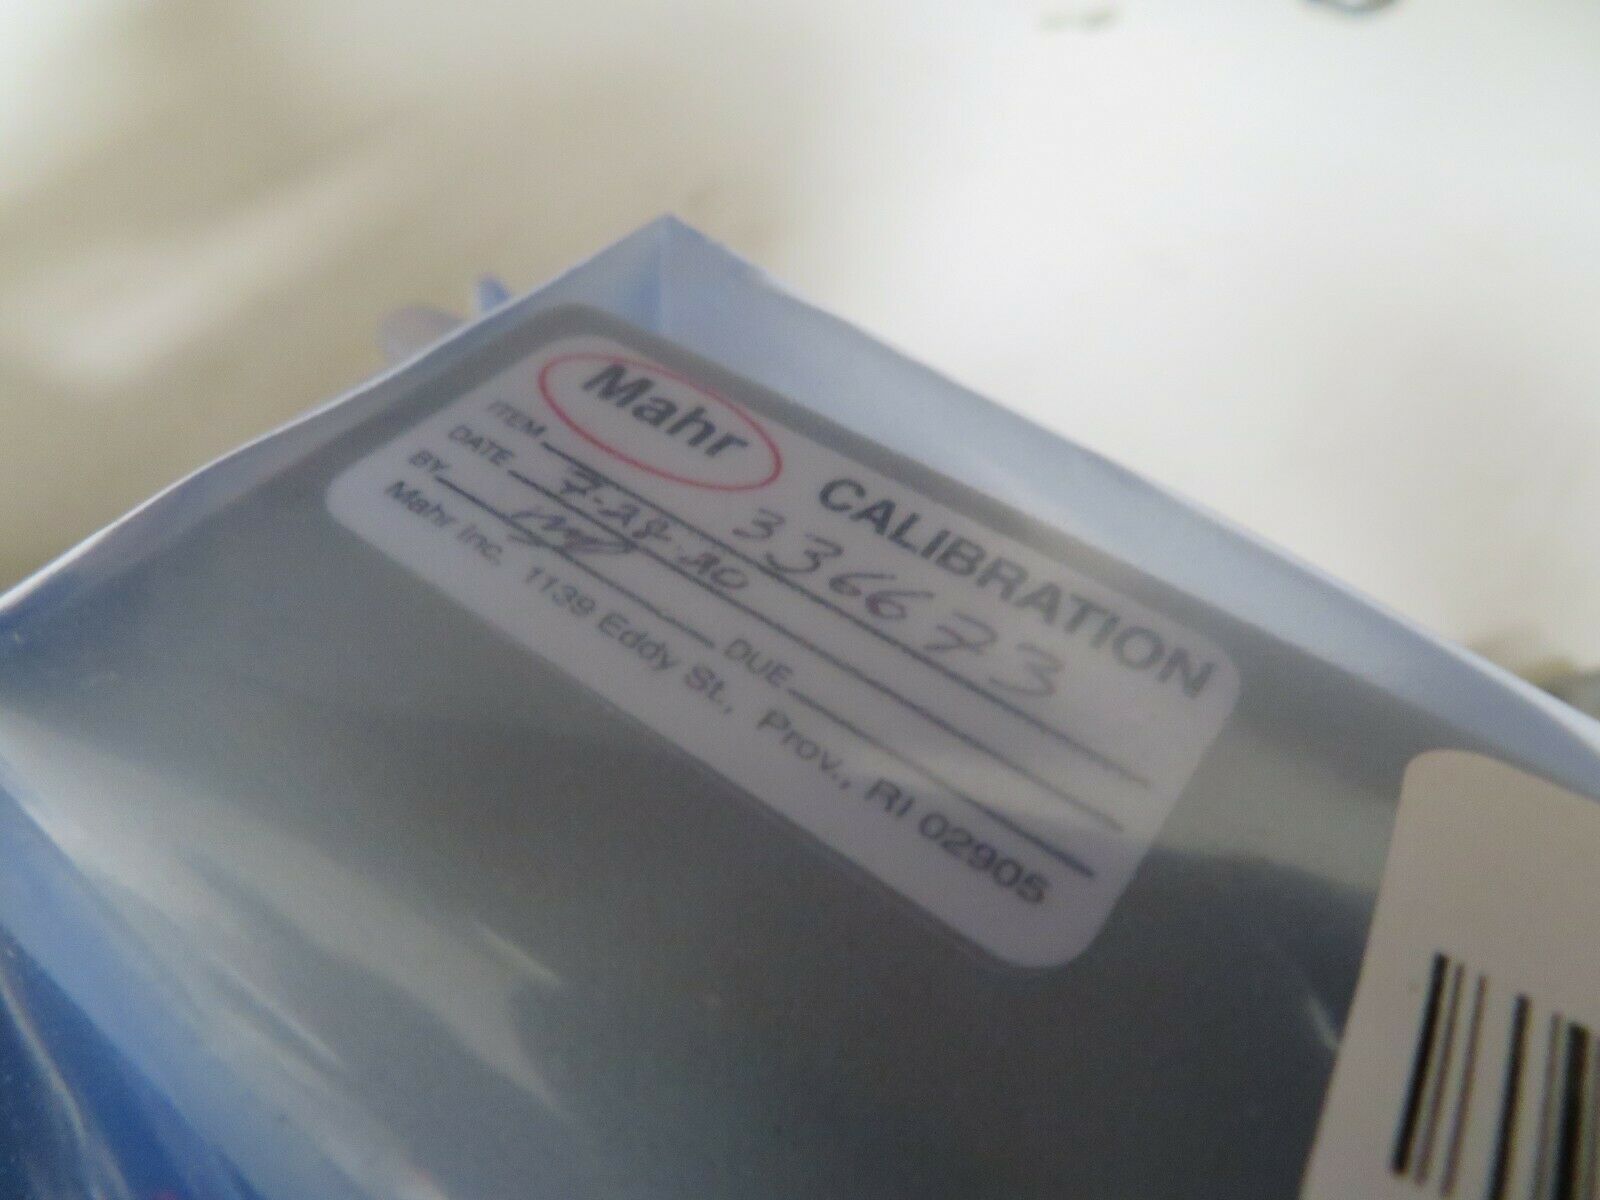 Mahr CALIBRATION
ITEM 336673
DATE 7-28-20
BY DUE
Mahr Inc. 1139 Eddy St., Prov., RI 02905